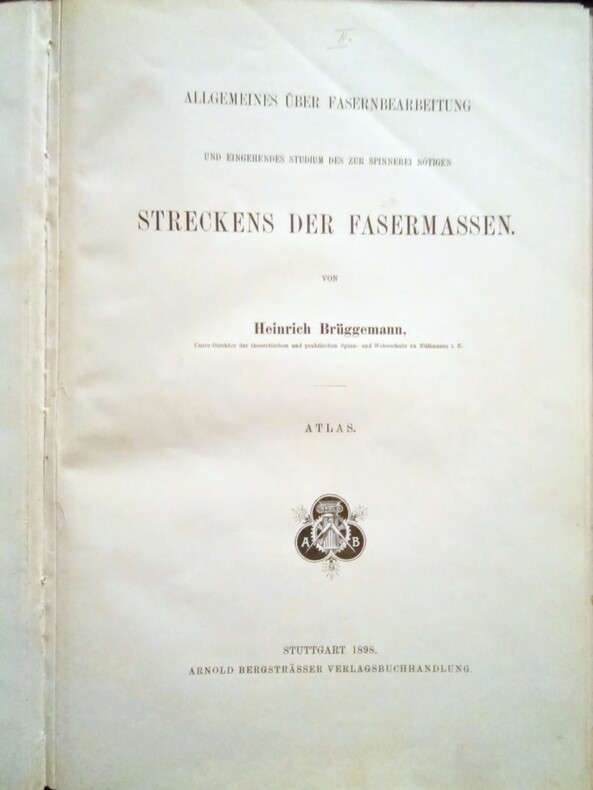 II.
ALLGEMEINES ÜBER FASERNBEARBEITUNG
UND EINGEHENDES STUDIUM DES ZUR SPINNEREI NÖTIGEN
STRECKENS DER FASERMASSEN.
VON
Heinrich Brüggemann,
Unter-Direktor der theoretischen und praktischen Spinn- und Webeschule zu Mülhausen i. E.
ATLAS.
A B
STUTTGART 1898.
ARNOLD BERGSTRÄSSER VERLAGSBUCHHANDLUNG.